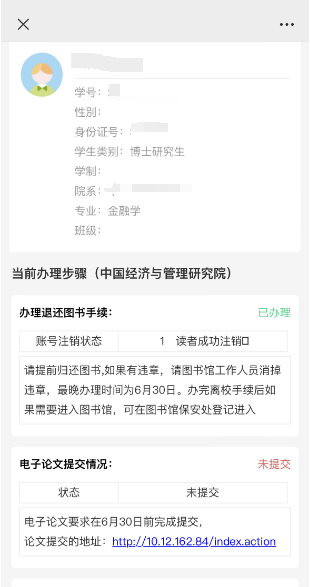 学号：
性别：
身份证号：
学生类别：博士研究生
学制：
院系：
专业：金融学
班级：
当前办理步骤（中国经济与管理研究院）
办理退还图书手续： 已办理
账号注销状态 1 读者成功注销
请提前归还图书,如果有违章，请图书馆工作人员消掉
违章，最晚办理时间为6月30日。办完离校手续后如
果需要进入图书馆，可在图书馆保安处登记进入
电子论文提交情况： 未提交
状态 未提交
电子论文要求在6月30日前完成提交，
论文提交的地址：http://10.12.162.84/index.action